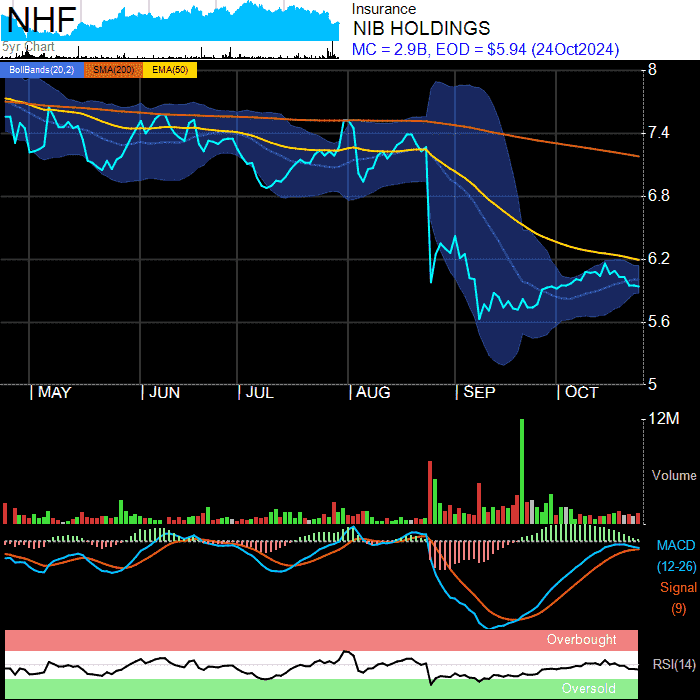 NHF
5yr Chart
Insurance
NIB HOLDINGS
MC = 2.9B, EOD = $5.94 (24Oct2024)
BollBands(20,2) SMA(200) EMA(50)
8
7.4
6.8
6.2
5.6
5
MAY JUN JUL AUG SEP OCT
12M
Volume
MACD
(12-26)
Signal
(9)
Overbought
RSI(14)
Oversold